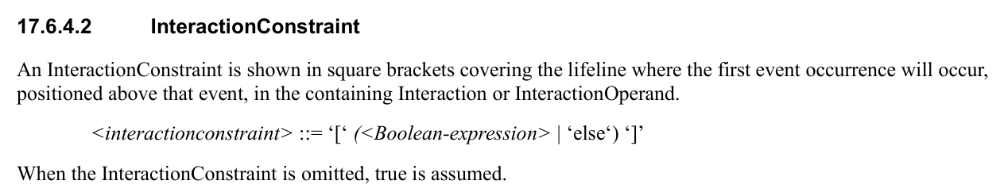 17.6.4.2 InteractionConstraint
An InteractionConstraint is shown in square brackets covering the lifeline where the first event occurrence will occur,
positioned above that event, in the containing Interaction or InteractionOperand.
<interactionconstraint> ::= ‘[‘ (<Boolean-expression> | ‘else‘) ‘]’
When the InteractionConstraint is omitted, true is assumed.